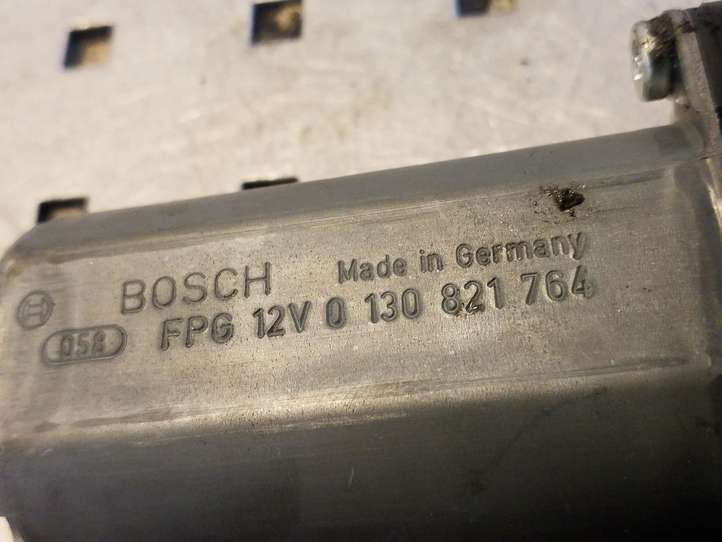 BOSCH Made in Germany
058 FPG 12V 0 130 821 764